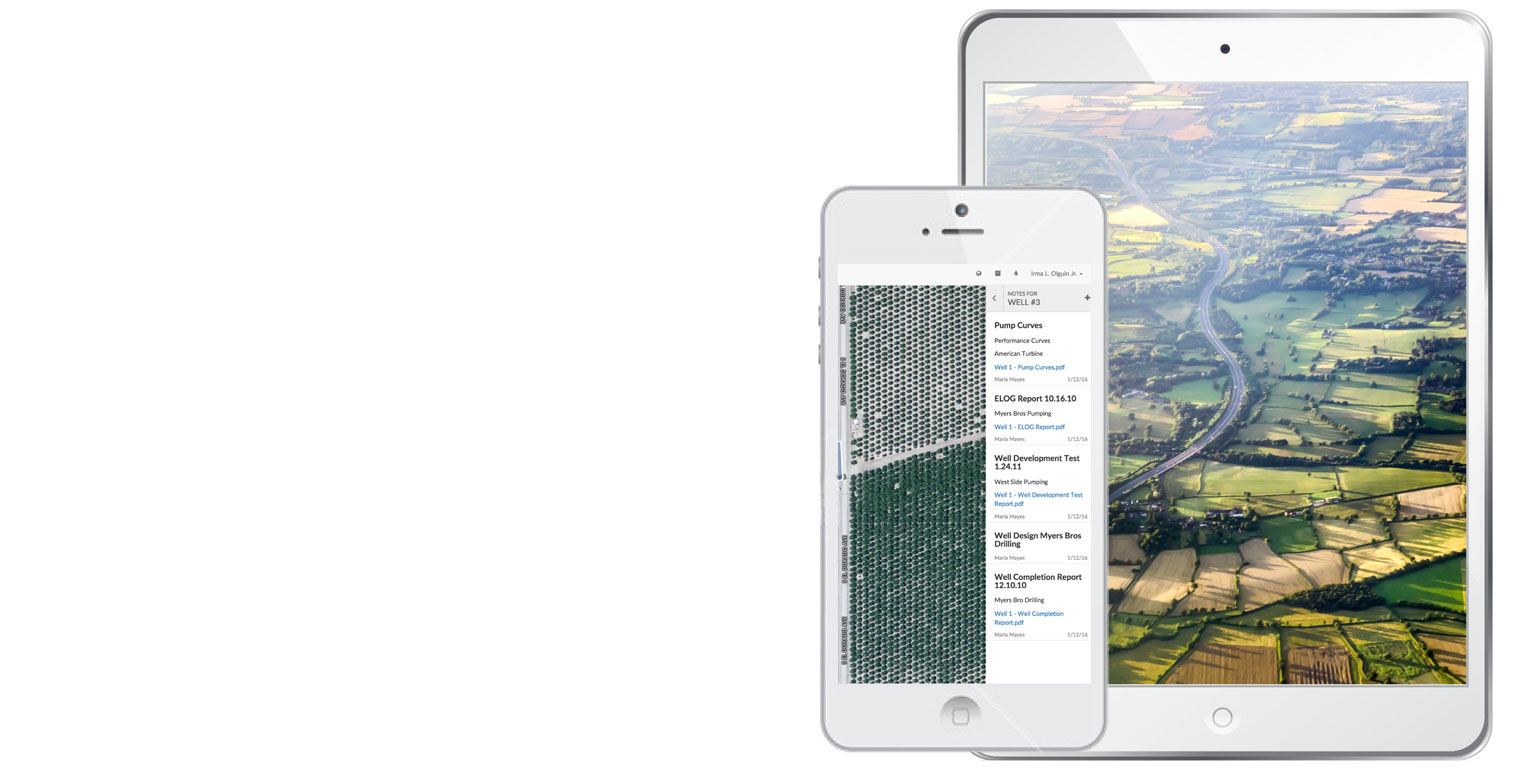 Irma L. Olguin Jr.
NOTES FOR
WELL #3
Pump Curves
Performance Curves
American Turbine
Well 1 - Pump Curves.pdf
Maria Mayes 1/12/16
ELOG Report 10.16.10
Myers Bros Pumping
Well 1 - ELOG Report.pdf
Maria Mayes 1/12/16
Well Development Test
1.24.11
West Side Pumping
Well 1 - Well Development Test
Report.pdf
Maria Mayes 1/12/16
Well Design Myers Bros
Drilling
Maria Mayes 1/12/16
Well Completion Report
12.10.10
Myers Bro Drilling
Well 1 - Well Completion
Report.pdf
Maria Mayes 1/12/16